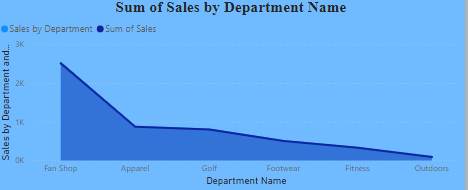 Sum of Sales by Department Name
Sales by Department Sum of Sales
Sales by Department and...
3K
2K
1K
0K
Fan Shop Apparel Golf Footwear Fitness Outdoors
Department Name